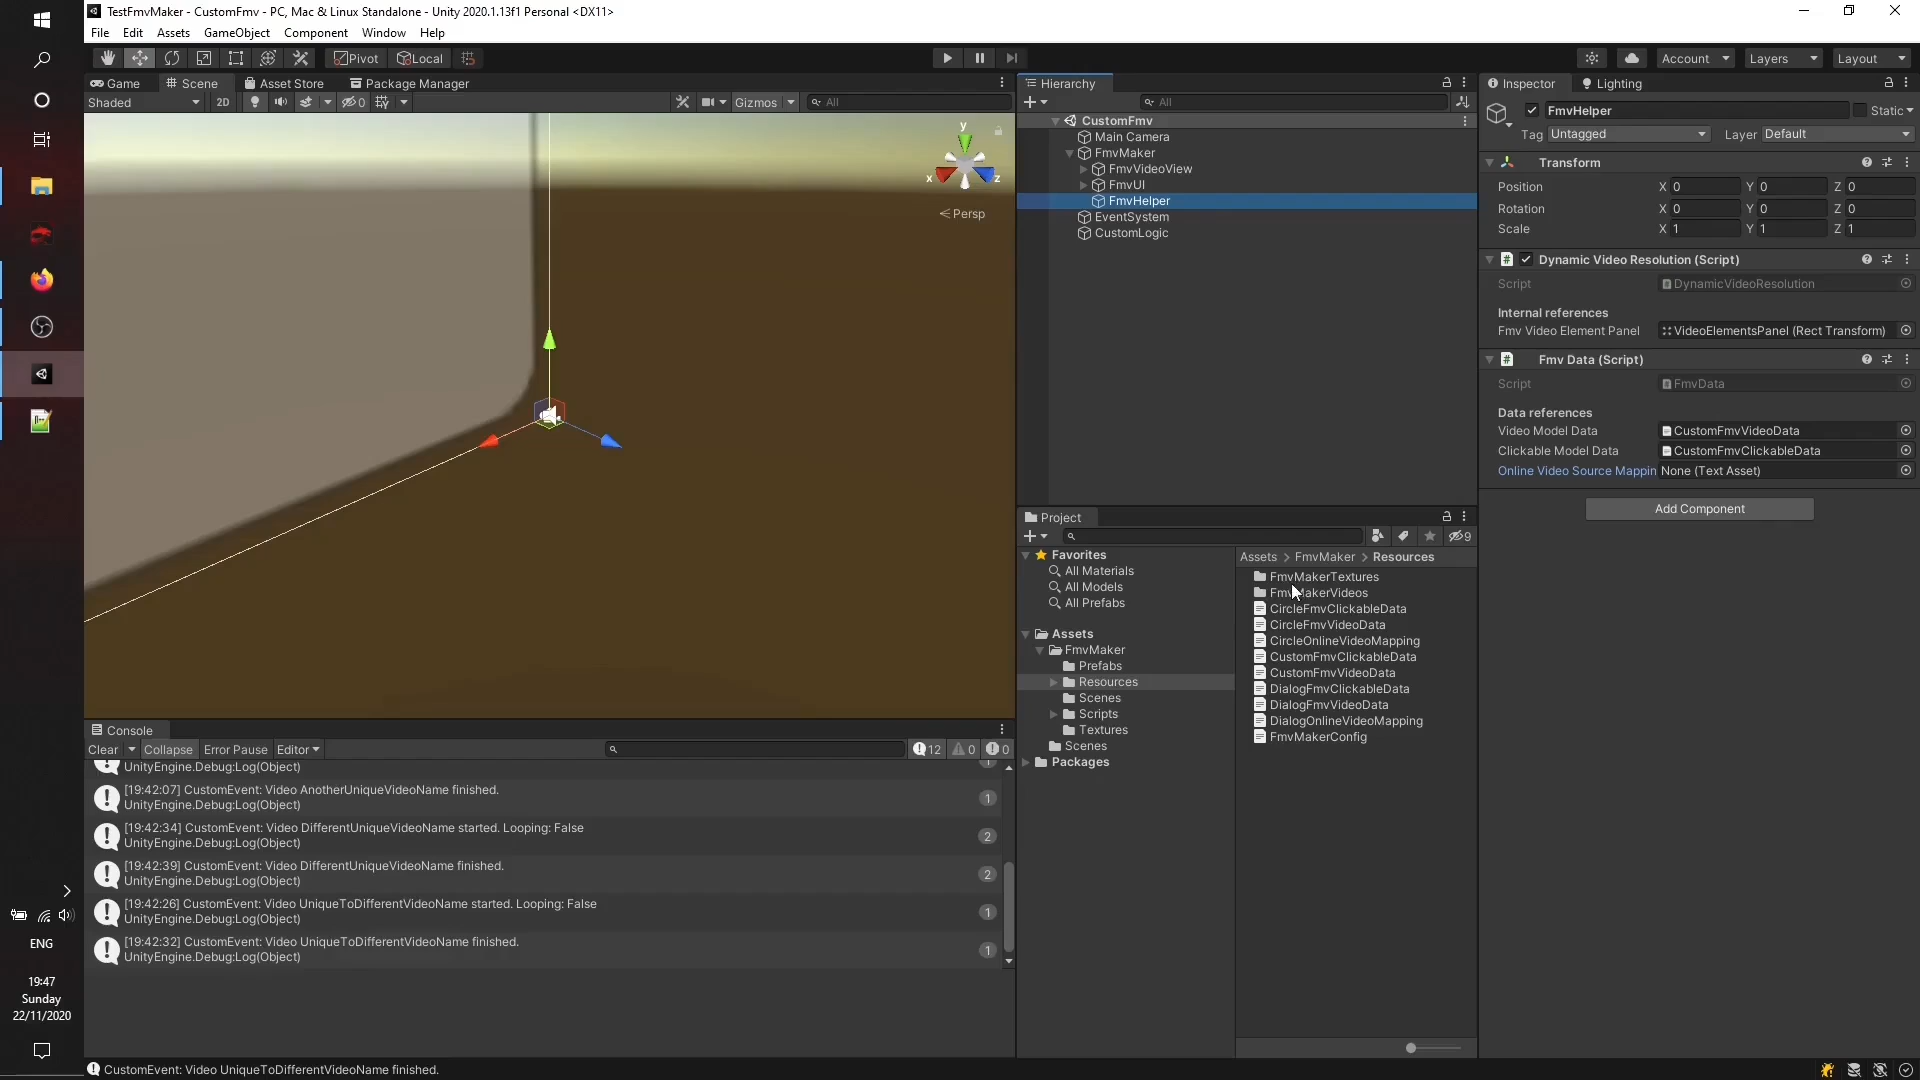 TestFmvMaker - CustomFmv - PC, Mac & Linux Standalone - Unity 2020.1.13f1 Personal <DX11>
File Edit Assets GameObject Component Window Help
Pivot Local
Account Layers Layout
Game Scene Asset Store Package Manager
Shaded 2D 0 Gizmos All
y
x z
Persp
Hierarchy
All
CustomFmv
Main Camera
FmvMaker
FmvVideoView
FmvUI
FmvHelper
EventSystem
CustomLogic
Inspector Lighting
FmvHelper Static
Tag Untagged Layer Default
Transform
Position X 0 Y 0 Z 0
Rotation X 0 Y 0 Z 0
Scale X 1 Y 1 Z 1
Dynamic Video Resolution (Script)
Script DynamicVideoResolution
Internal references
Fmv Video Element Panel VideoElementsPanel (Rect Transform)
Fmv Data (Script)
Script FmvData
Data references
Video Model Data CustomFmvVideoData
Clickable Model Data CustomFmvClickableData
Online Video Source Mappin None (Text Asset)
Add Component
Project
9
Favorites
All Materials
All Models
All Prefabs
Assets
FmvMaker
Prefabs
Resources
Scenes
Scripts
Textures
Scenes
Packages
Assets > FmvMaker > Resources
FmvMakerTextures
FmvMakerVideos
CircleFmvClickableData
CircleFmvVideoData
CircleOnlineVideoMapping
CustomFmvClickableData
CustomFmvVideoData
DialogFmvClickableData
DialogFmvVideoData
DialogOnlineVideoMapping
FmvMakerConfig
Console
Clear Collapse Error Pause Editor 12 0 0
UnityEngine.Debug:Log(Object) 1
[19:42:07] CustomEvent: Video AnotherUniqueVideoName finished.
UnityEngine.Debug:Log(Object) 1
[19:42:34] CustomEvent: Video DifferentUniqueVideoName started. Looping: False
UnityEngine.Debug:Log(Object) 2
[19:42:39] CustomEvent: Video DifferentUniqueVideoName finished.
UnityEngine.Debug:Log(Object) 2
[19:42:26] CustomEvent: Video UniqueToDifferentVideoName started. Looping: False
UnityEngine.Debug:Log(Object) 1
[19:42:32] CustomEvent: Video UniqueToDifferentVideoName finished.
UnityEngine.Debug:Log(Object) 1
CustomEvent: Video UniqueToDifferentVideoName finished.
ENG
19:47
Sunday
22/11/2020